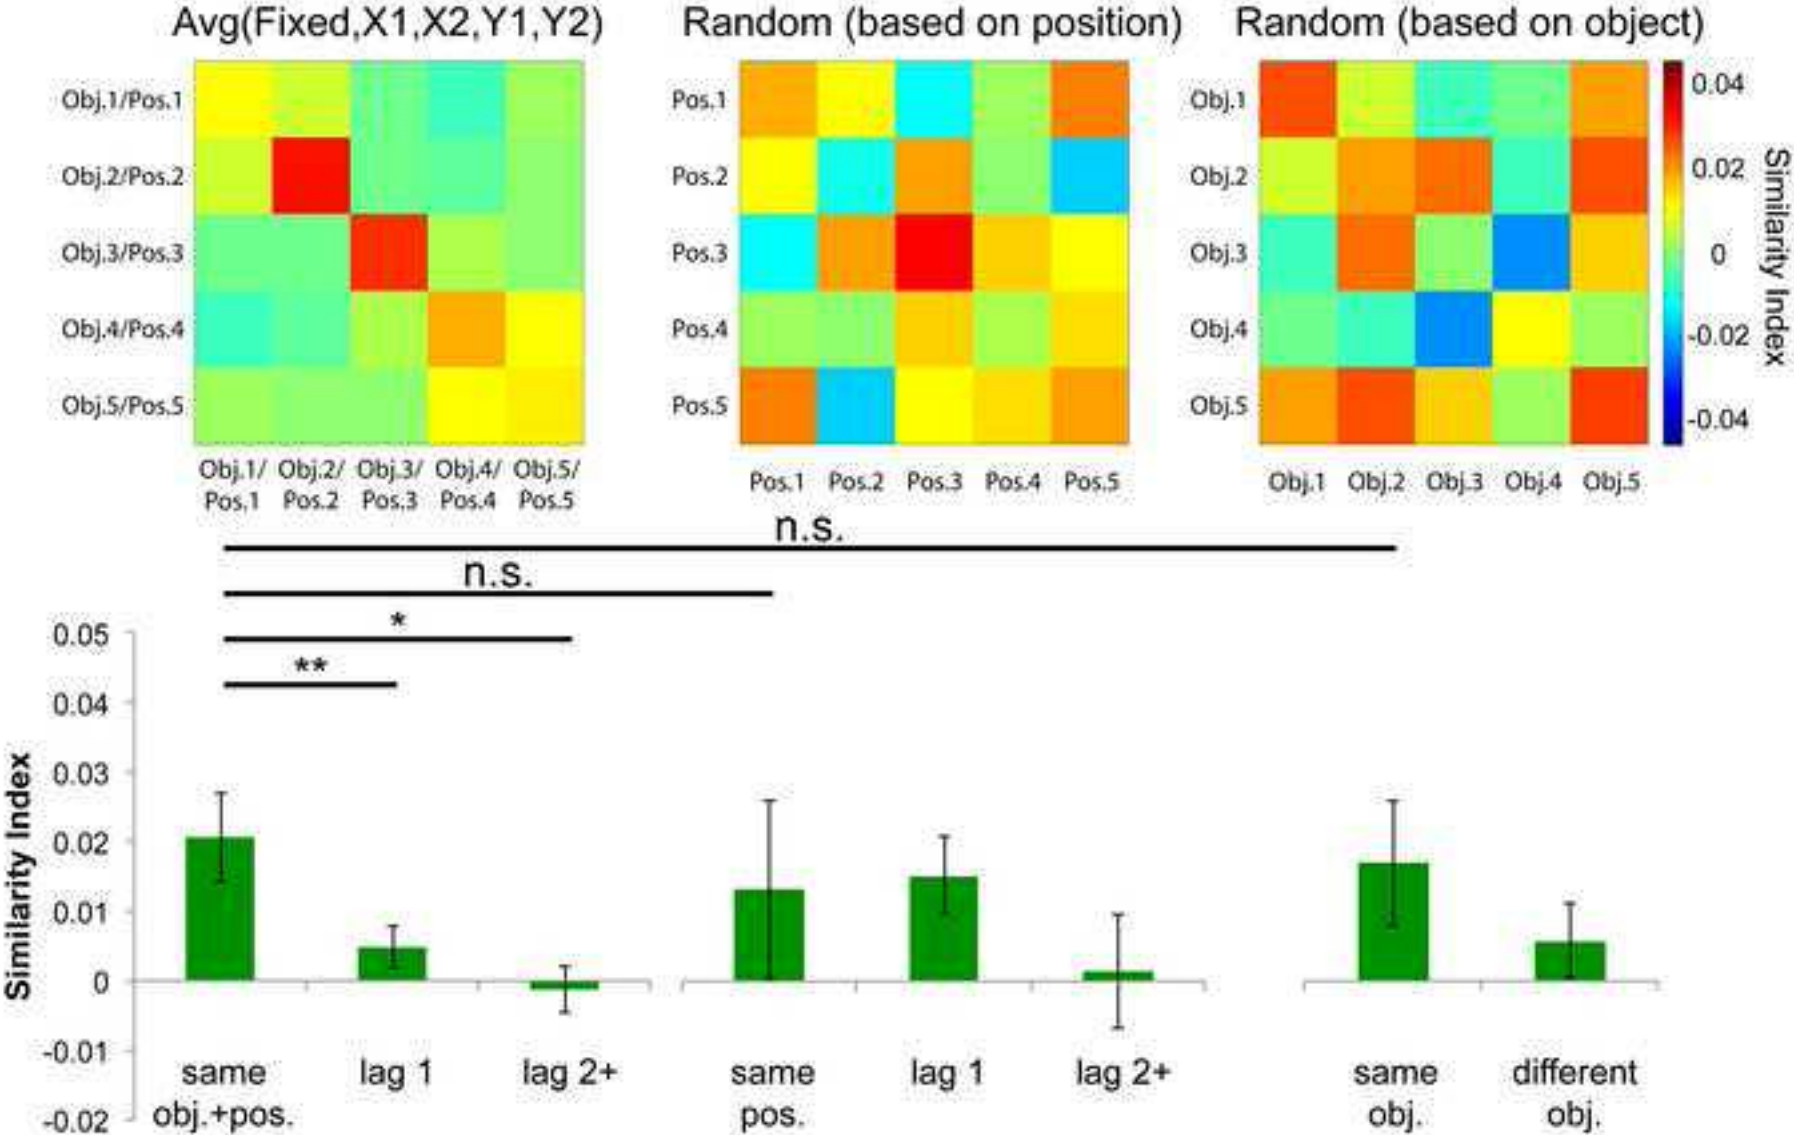 Avg(Fixed,X1,X2,Y1,Y2) Random (based on position) Random (based on object)
Obj.1/Pos.1 Pos.1 Obj.1 0.04
Obj.2/Pos.2 Pos.2 Obj.2 0.02
Obj.3/Pos.3 Pos.3 Obj.3 0
Obj.4/Pos.4 Pos.4 Obj.4 -0.02
Obj.5/Pos.5 Pos.5 Obj.5 -0.04
Similarity Index
Obj.1/ Obj.2/ Obj.3/ Obj.4/ Obj.5/
Pos.1 Pos.2 Pos.3 Pos.4 Pos.5
Pos.1 Pos.2 Pos.3 Pos.4 Pos.5
Obj.1 Obj.2 Obj.3 Obj.4 Obj.5
n.s.
n.s.
*
**
Similarity Index
0.05
0.04
0.03
0.02
0.01
0
-0.01
-0.02
same lag 1 lag 2+ same lag 1 lag 2+ same different
obj.+pos. pos. obj. obj.